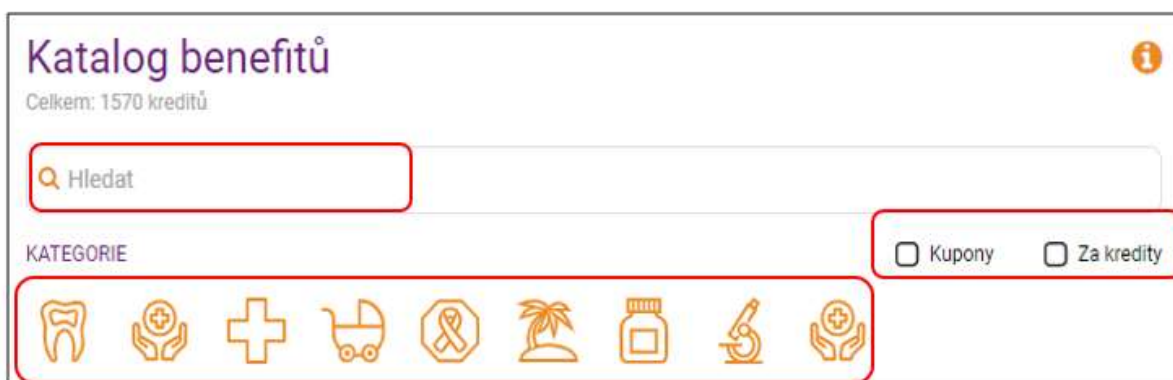 Katalog benefitů
Celkem: 1570 kreditů
Hledat
KATEGORIE
Kupony
Za kredity